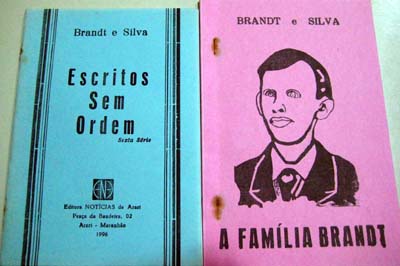 Brandt e Silva
Escritos
Sem
Ordem
Sexta Série
Editora NOTÍCIAS de Arari
Praça da Bandeira, 02
Arari - Maranhão
1996
BRANDT e SILVA
A FAMÍLIA BRANDT